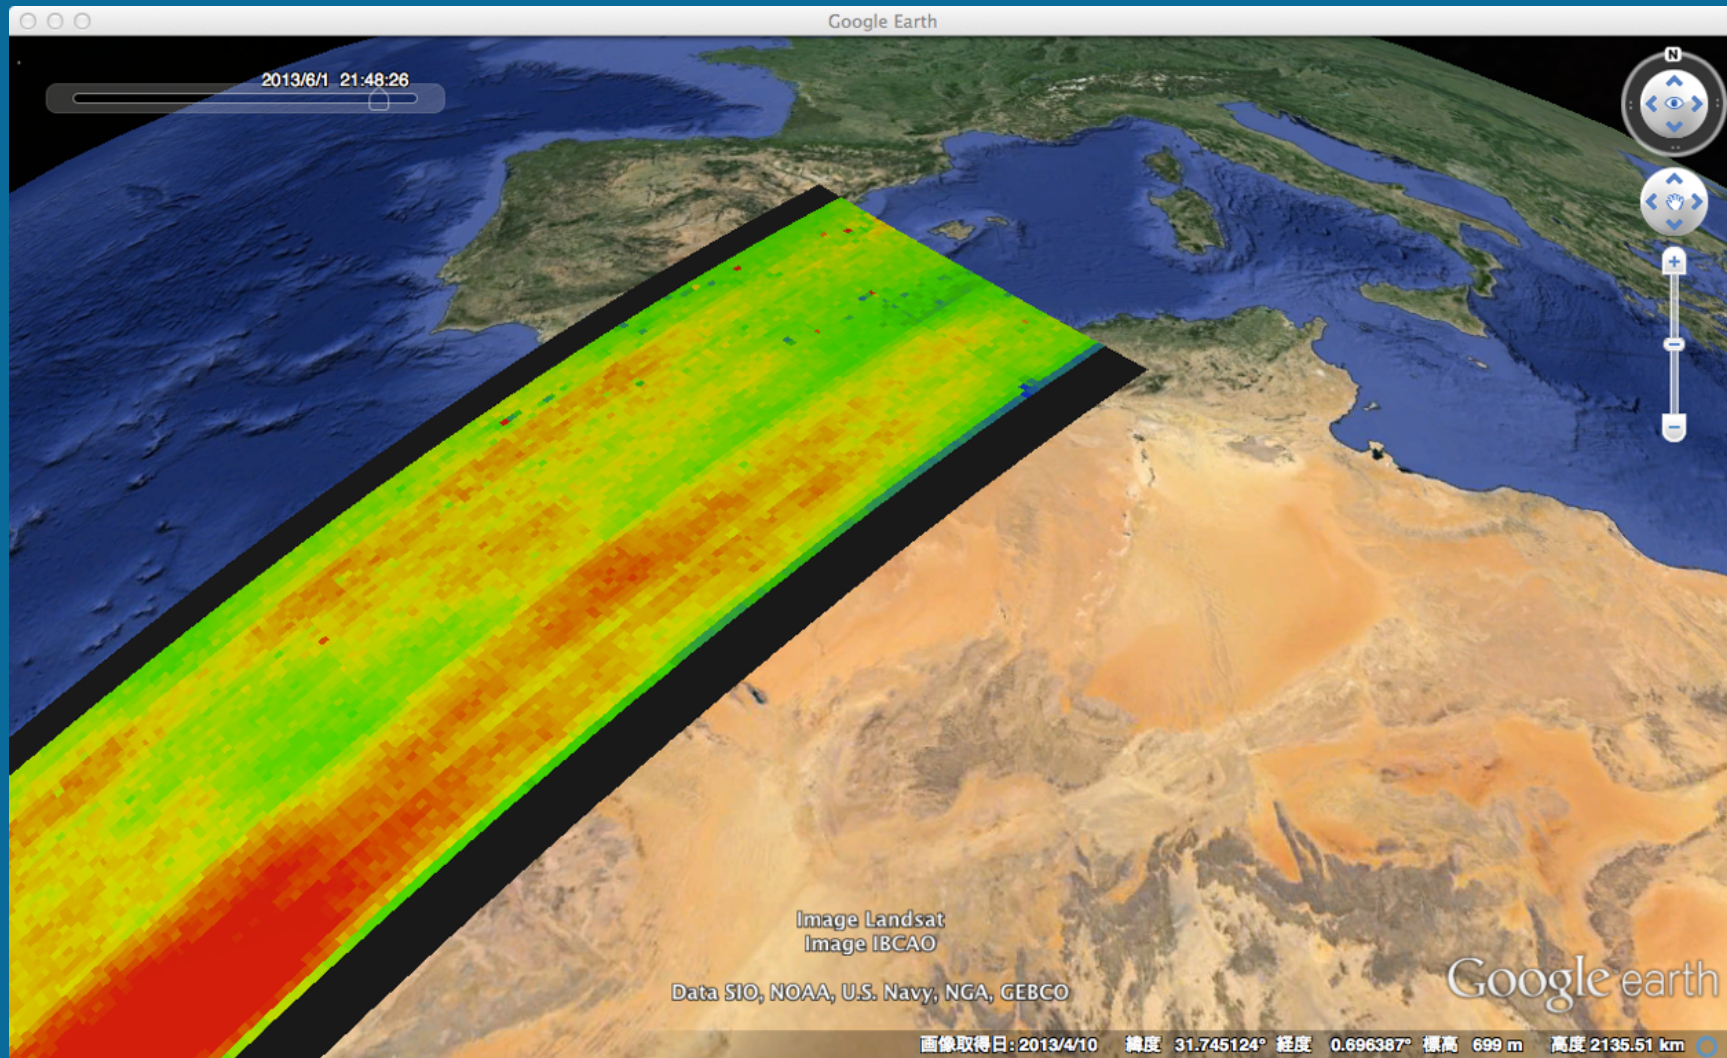 Google Earth
2013/6/1 21:48:26
N
Image Landsat
Image IBCAO
Data SIO, NOAA, U.S. Navy, NGA, GEBCO
Google earth
画像取得日: 2013/4/10 緯度 31.745124° 経度 0.696387° 標高 699 m 高度 2135.51 km